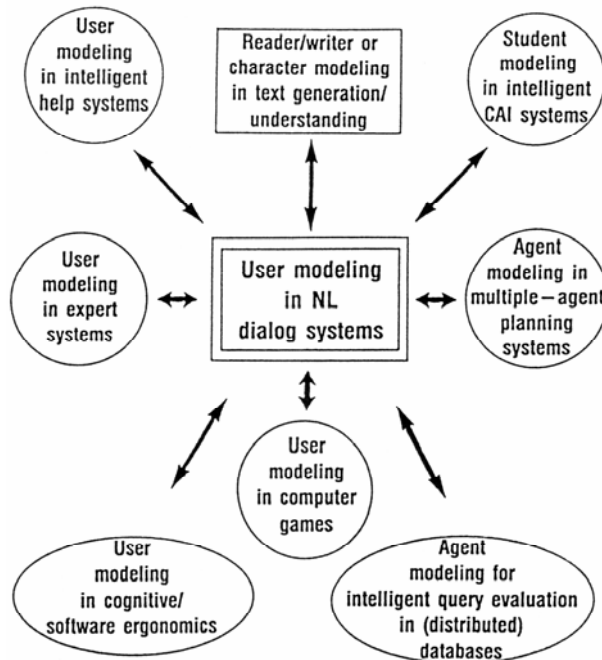 User
modeling
in intelligent
help systems
Reader/writer or
character modeling
in text generation/
understanding
Student
modeling
in intelligent
CAI systems
User
modeling
in expert
systems
User modeling
in NL
dialog systems
Agent
modeling in
multiple–agent
planning
systems
User
modeling
in computer
games
User
modeling
in cognitive/
software ergonomics
Agent
modeling for
intelligent query evaluation
in (distributed)
databases